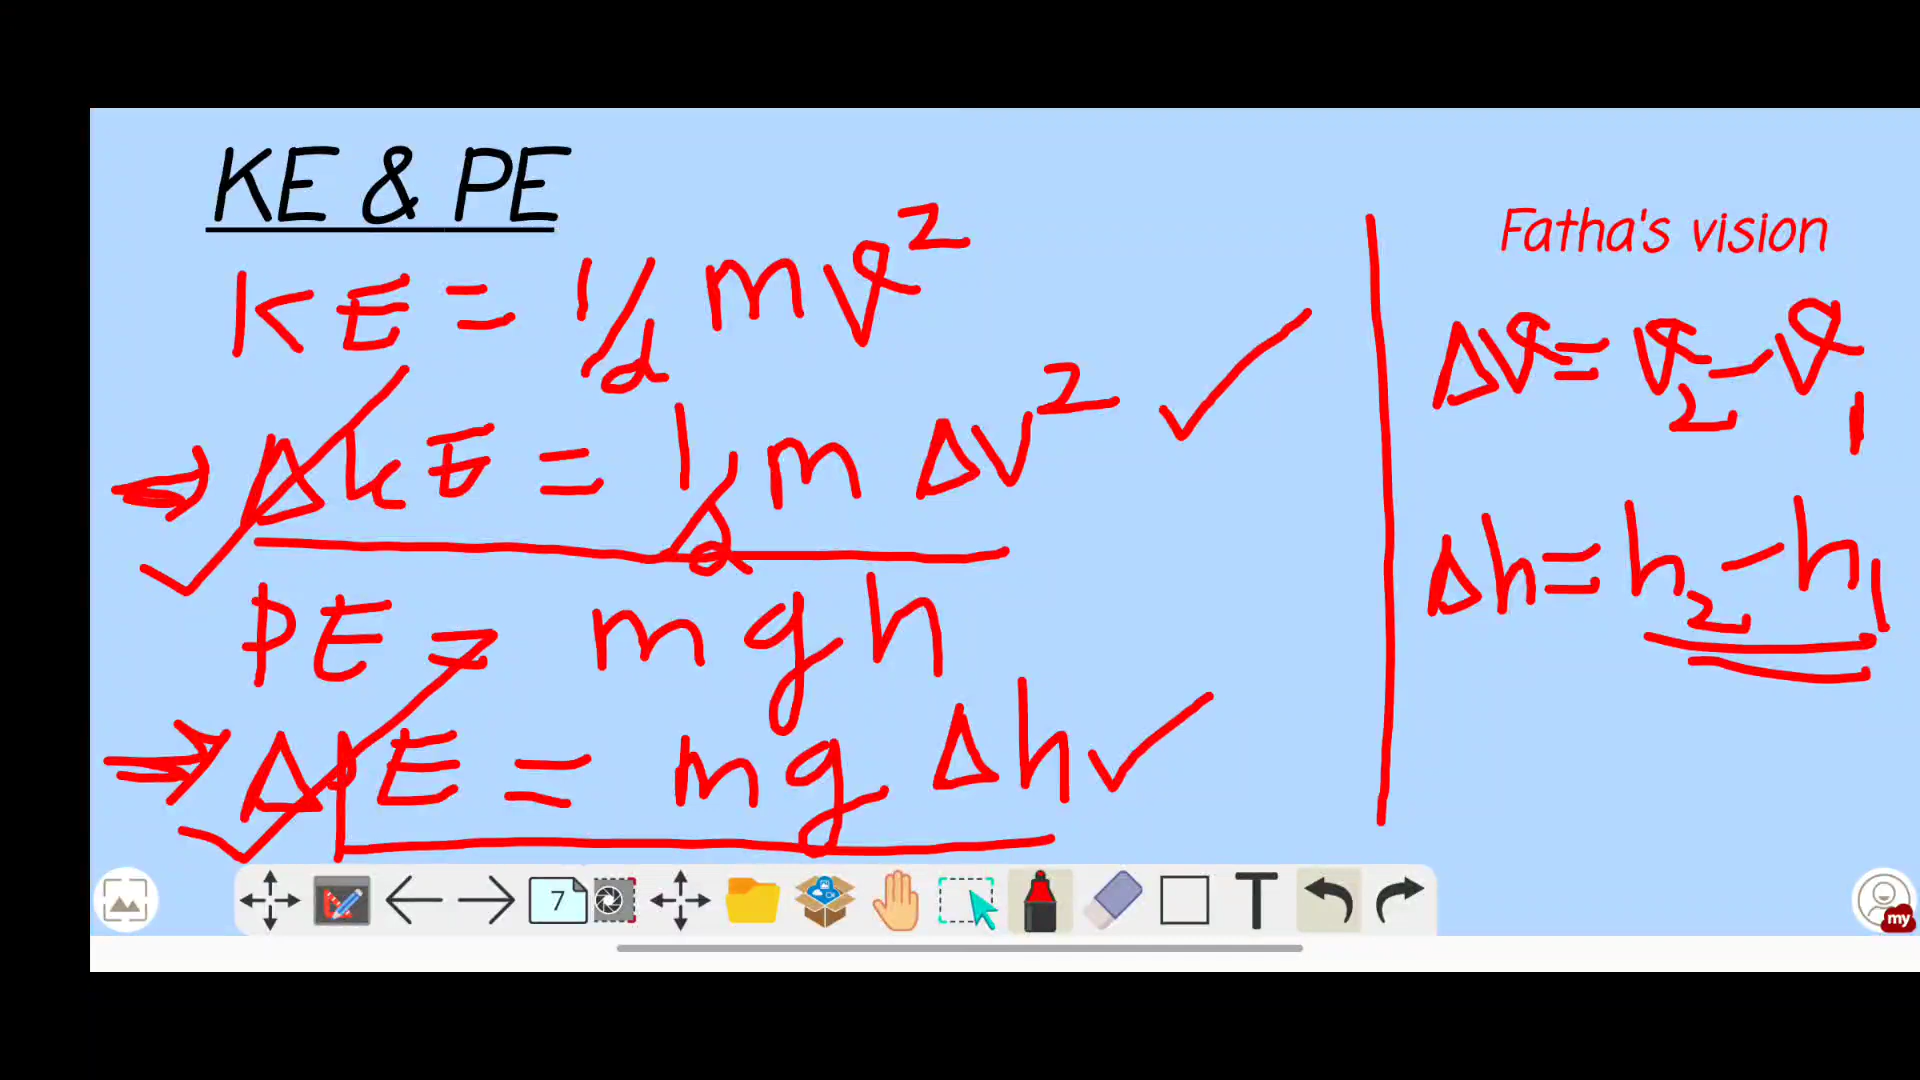 KE & PE
KE = 1/2 mv²
⇒ ΔkE = 1/2 m Δv² ✓
PE = mgh
⇒ ΔPE = mg Δh ✓
Fatha's vision
Δv = v₂ - v₁
Δh = h₂ - h₁
7
T
my